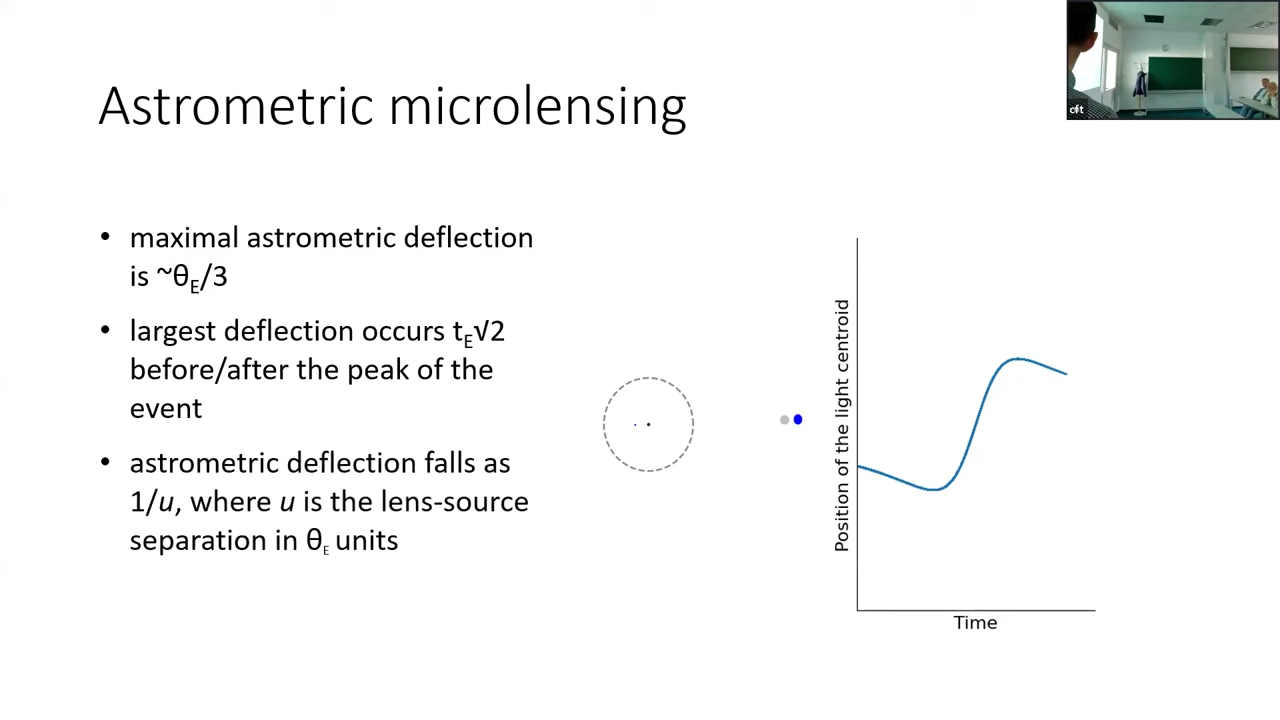 cft
Astrometric microlensing
• maximal astrometric deflection
is ~θE/3
• largest deflection occurs tE√2
before/after the peak of the
event
• astrometric deflection falls as
1/u, where u is the lens-source
separation in θE units
Position of the light centroid
Time